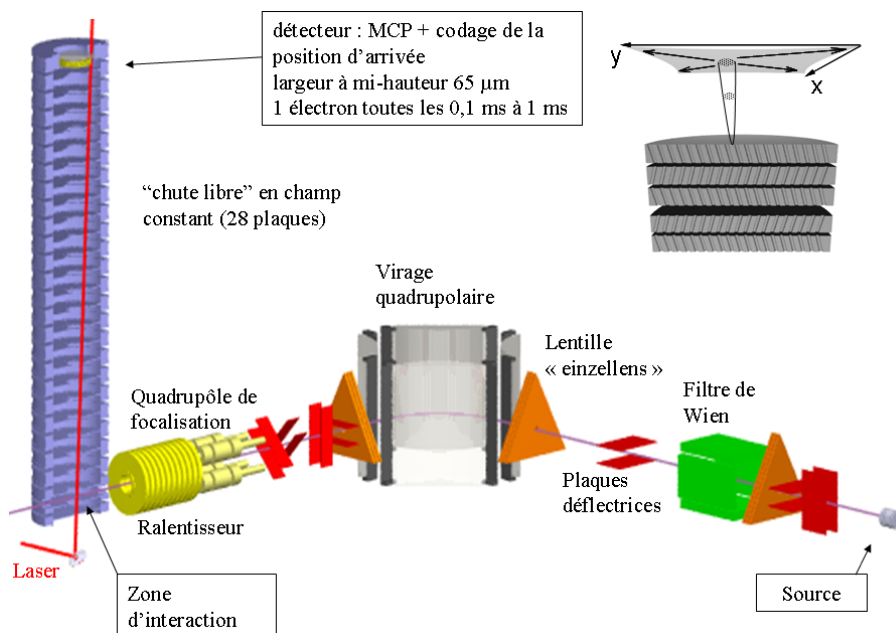 détecteur : MCP + codage de la
position d'arrivée
largeur à mi-hauteur 65 µm
1 électron toutes les 0,1 ms à 1 ms
y
x
"chute libre" en champ
constant (28 plaques)
Virage
quadrupolaire
Lentille
« einzellens »
Filtre de
Wien
Quadrupôle de
focalisation
Plaques
déflectrices
Ralentisseur
Laser
Zone
d'interaction
Source